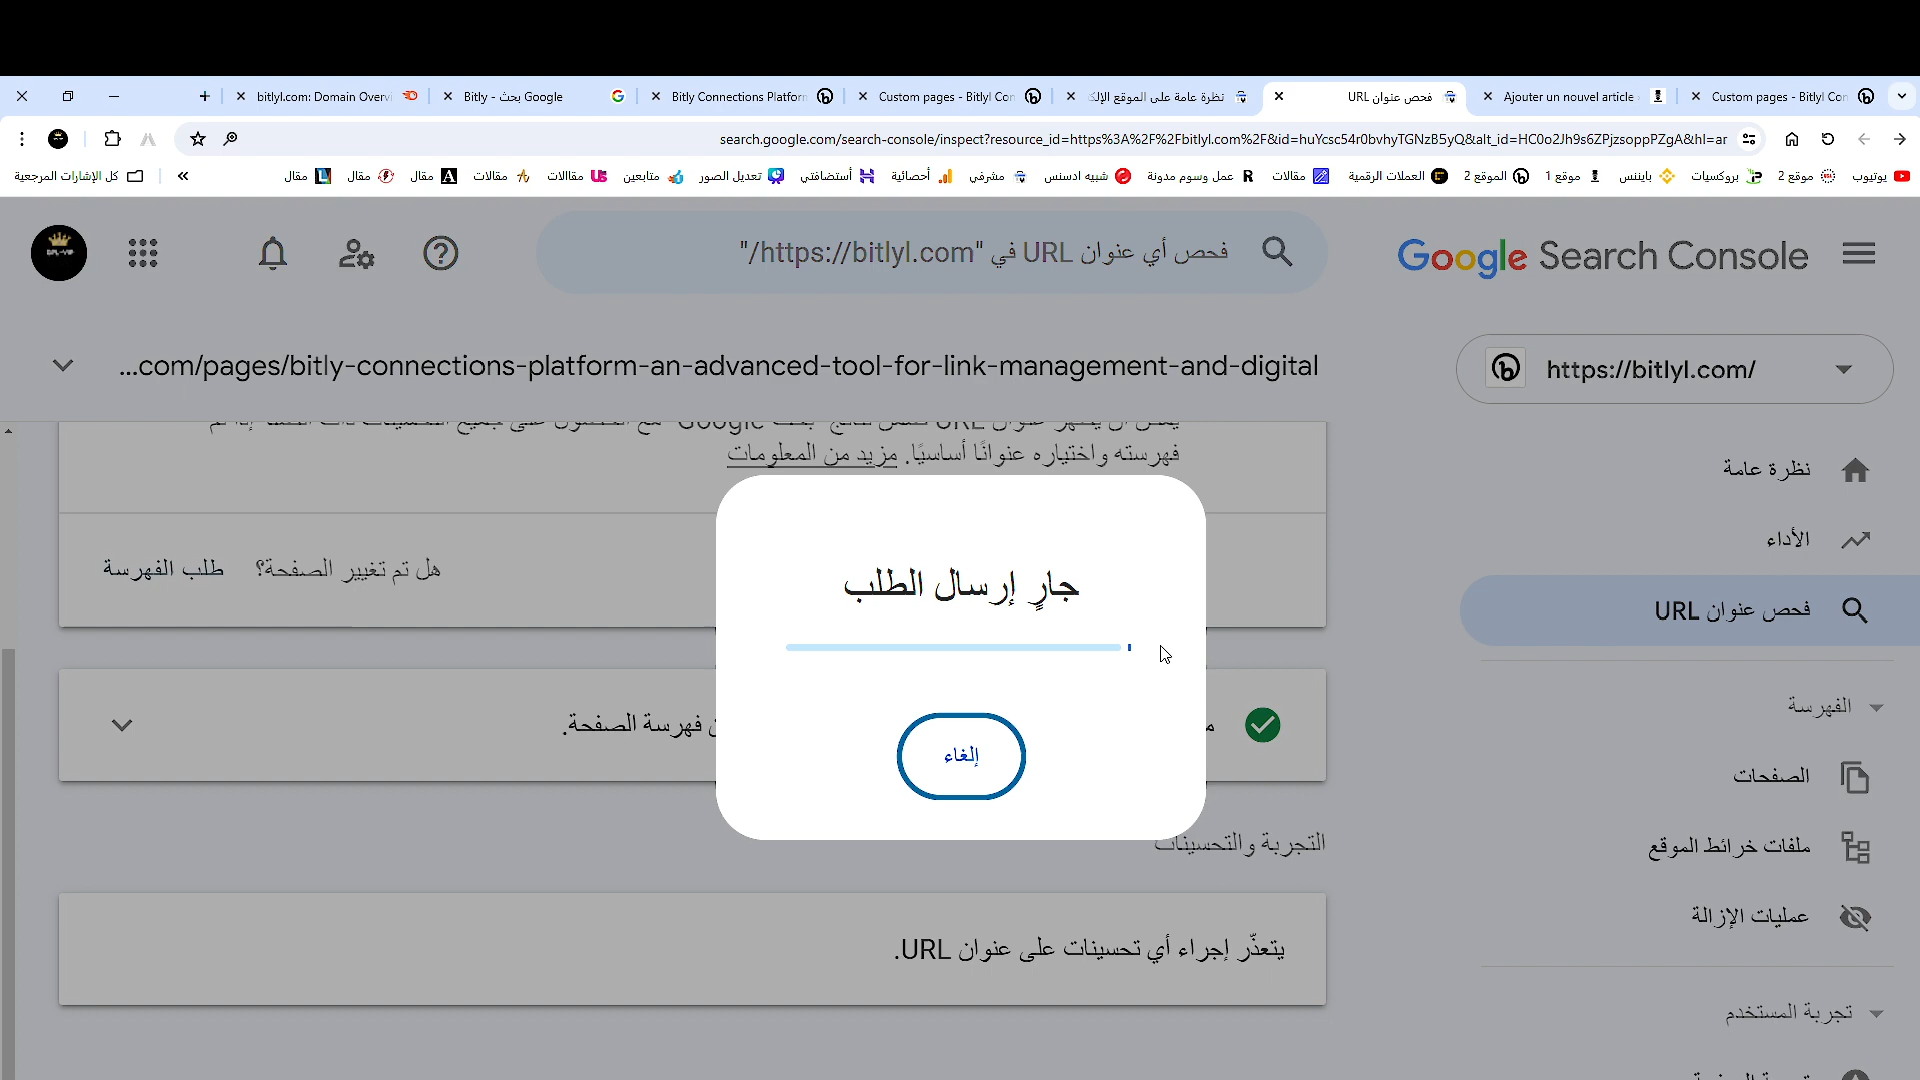 bitlyl.com: Domain Overvi
Bitly - بحث Google
Bitly Connections Platforn
Custom pages - Bitlyl Cor
نظرة عامة على الموقع الإلك
فحص عنوان URL
Ajouter un nouvel article
Custom pages - Bitlyl Con
search.google.com/search-console/inspect?resource_id=https%3A%2F%2Fbitlyl.com%2F&id=huYcsc54r0bvhyTGNzB5yQ&alt_id=HC0o2Jh9s6ZPjzsoppPZgA&hl=ar
يوتيوب
موقع 2
بروكسيات
باينس
موقع 1
الموقع 2
العملات الرقمية
مقالات
عمل وسوم مدونة
شبيه ادسنس
مشرفي
أحصائية
أستضافتي
تعديل الصور
متابعين
مقاالات
مقالات
مقال
مقال
مقال
كل الإشارات المرجعية
Google Search Console
فحص أي عنوان URL في "https://bitlyl.com/"
https://bitlyl.com/
...com/pages/bitly-connections-platform-an-advanced-tool-for-link-management-and-digital
فهرسته واختياره عنوانًا أساسيًا. مزيد من المعلومات
هل تم تغيير الصفحة؟ طلب الفهرسة
جارٍ إرسال الطلب
إلغاء
فهرسة الصفحة.
التجربة والتحسينات
يتعذّر إجراء أي تحسينات على عنوان URL.
نظرة عامة
الأداء
فحص عنوان URL
الفهرسة
الصفحات
ملفات خرائط الموقع
عمليات الإزالة
تجربة المستخدم